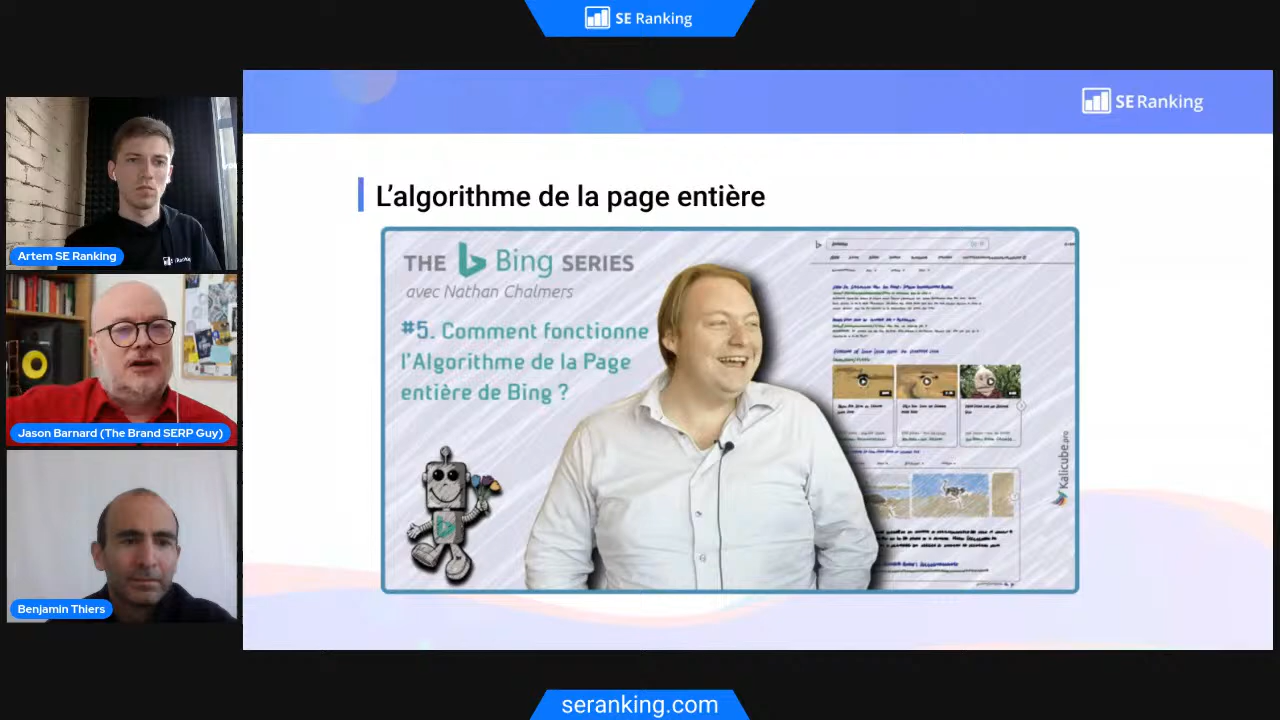 SE Ranking
SE Ranking
Artem SE Ranking
Jason Barnard (The Brand SERP Guy)
Benjamin Thiers
L'algorithme de la page entière
THE Bing SERIES
avec Nathan Chalmers
#5. Comment fonctionne
l'Algorithme de la Page
entière de Bing ?
Kalicube.pro
seranking.com